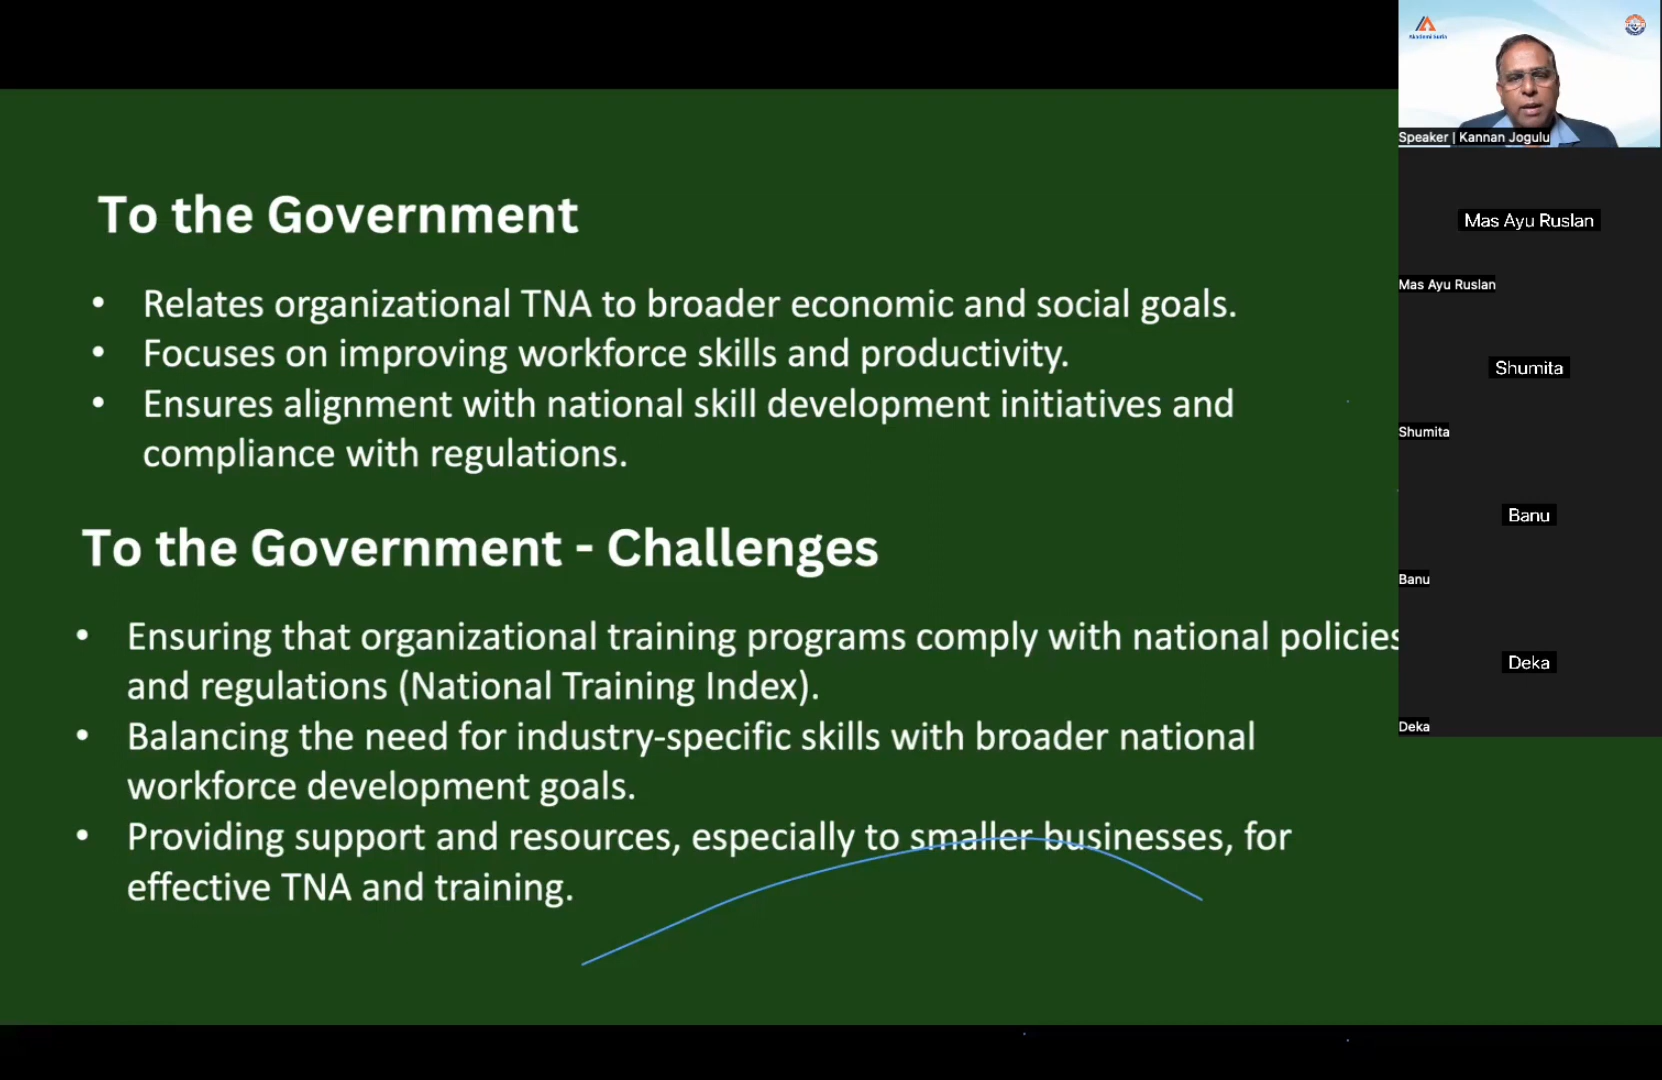 To the Government
• Relates organizational TNA to broader economic and social goals.
• Focuses on improving workforce skills and productivity.
• Ensures alignment with national skill development initiatives and
compliance with regulations.
To the Government - Challenges
• Ensuring that organizational training programs comply with national policies
and regulations (National Training Index).
• Balancing the need for industry-specific skills with broader national
workforce development goals.
• Providing support and resources, especially to smaller businesses, for
effective TNA and training.
Speaker | Kannan Jogulu
Mas Ayu Ruslan
Mas Ayu Ruslan
Shumita
Shumita
Banu
Banu
Deka
Deka